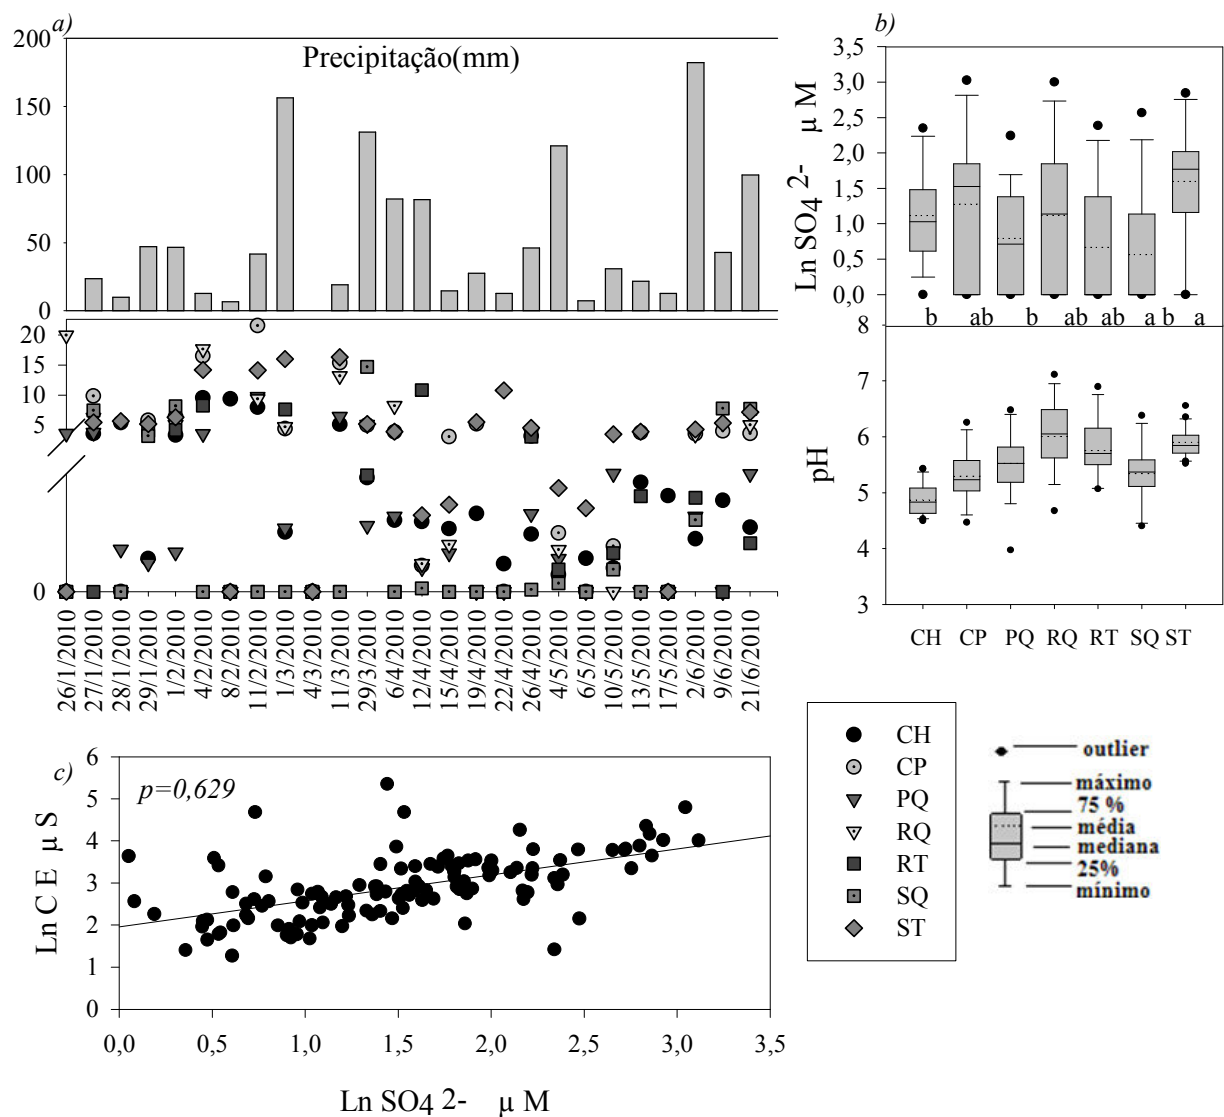 a)
Precipitação(mm)
200
150
100
50
0
20
15
10
5
0
26/1/2010
27/1/2010
28/1/2010
29/1/2010
1/2/2010
4/2/2010
8/2/2010
11/2/2010
1/3/2010
4/3/2010
11/3/2010
29/3/2010
6/4/2010
12/4/2010
15/4/2010
19/4/2010
22/4/2010
26/4/2010
4/5/2010
6/5/2010
10/5/2010
13/5/2010
17/5/2010
2/6/2010
9/6/2010
21/6/2010
b)
Ln SO4 2- µ M
3,5
3,0
2,5
2,0
1,5
1,0
0,5
0,0
b ab b ab ab a b a
pH
8
7
6
5
4
3
CH CP PQ RQ RT SQ ST
c)
p=0,629
Ln C E µ S
6
5
4
3
2
1
0
0,0 0,5 1,0 1,5 2,0 2,5 3,0 3,5
Ln SO4 2- µ M
CH
CP
PQ
RQ
RT
SQ
ST
outlier
máximo
75 %
média
mediana
25%
mínimo